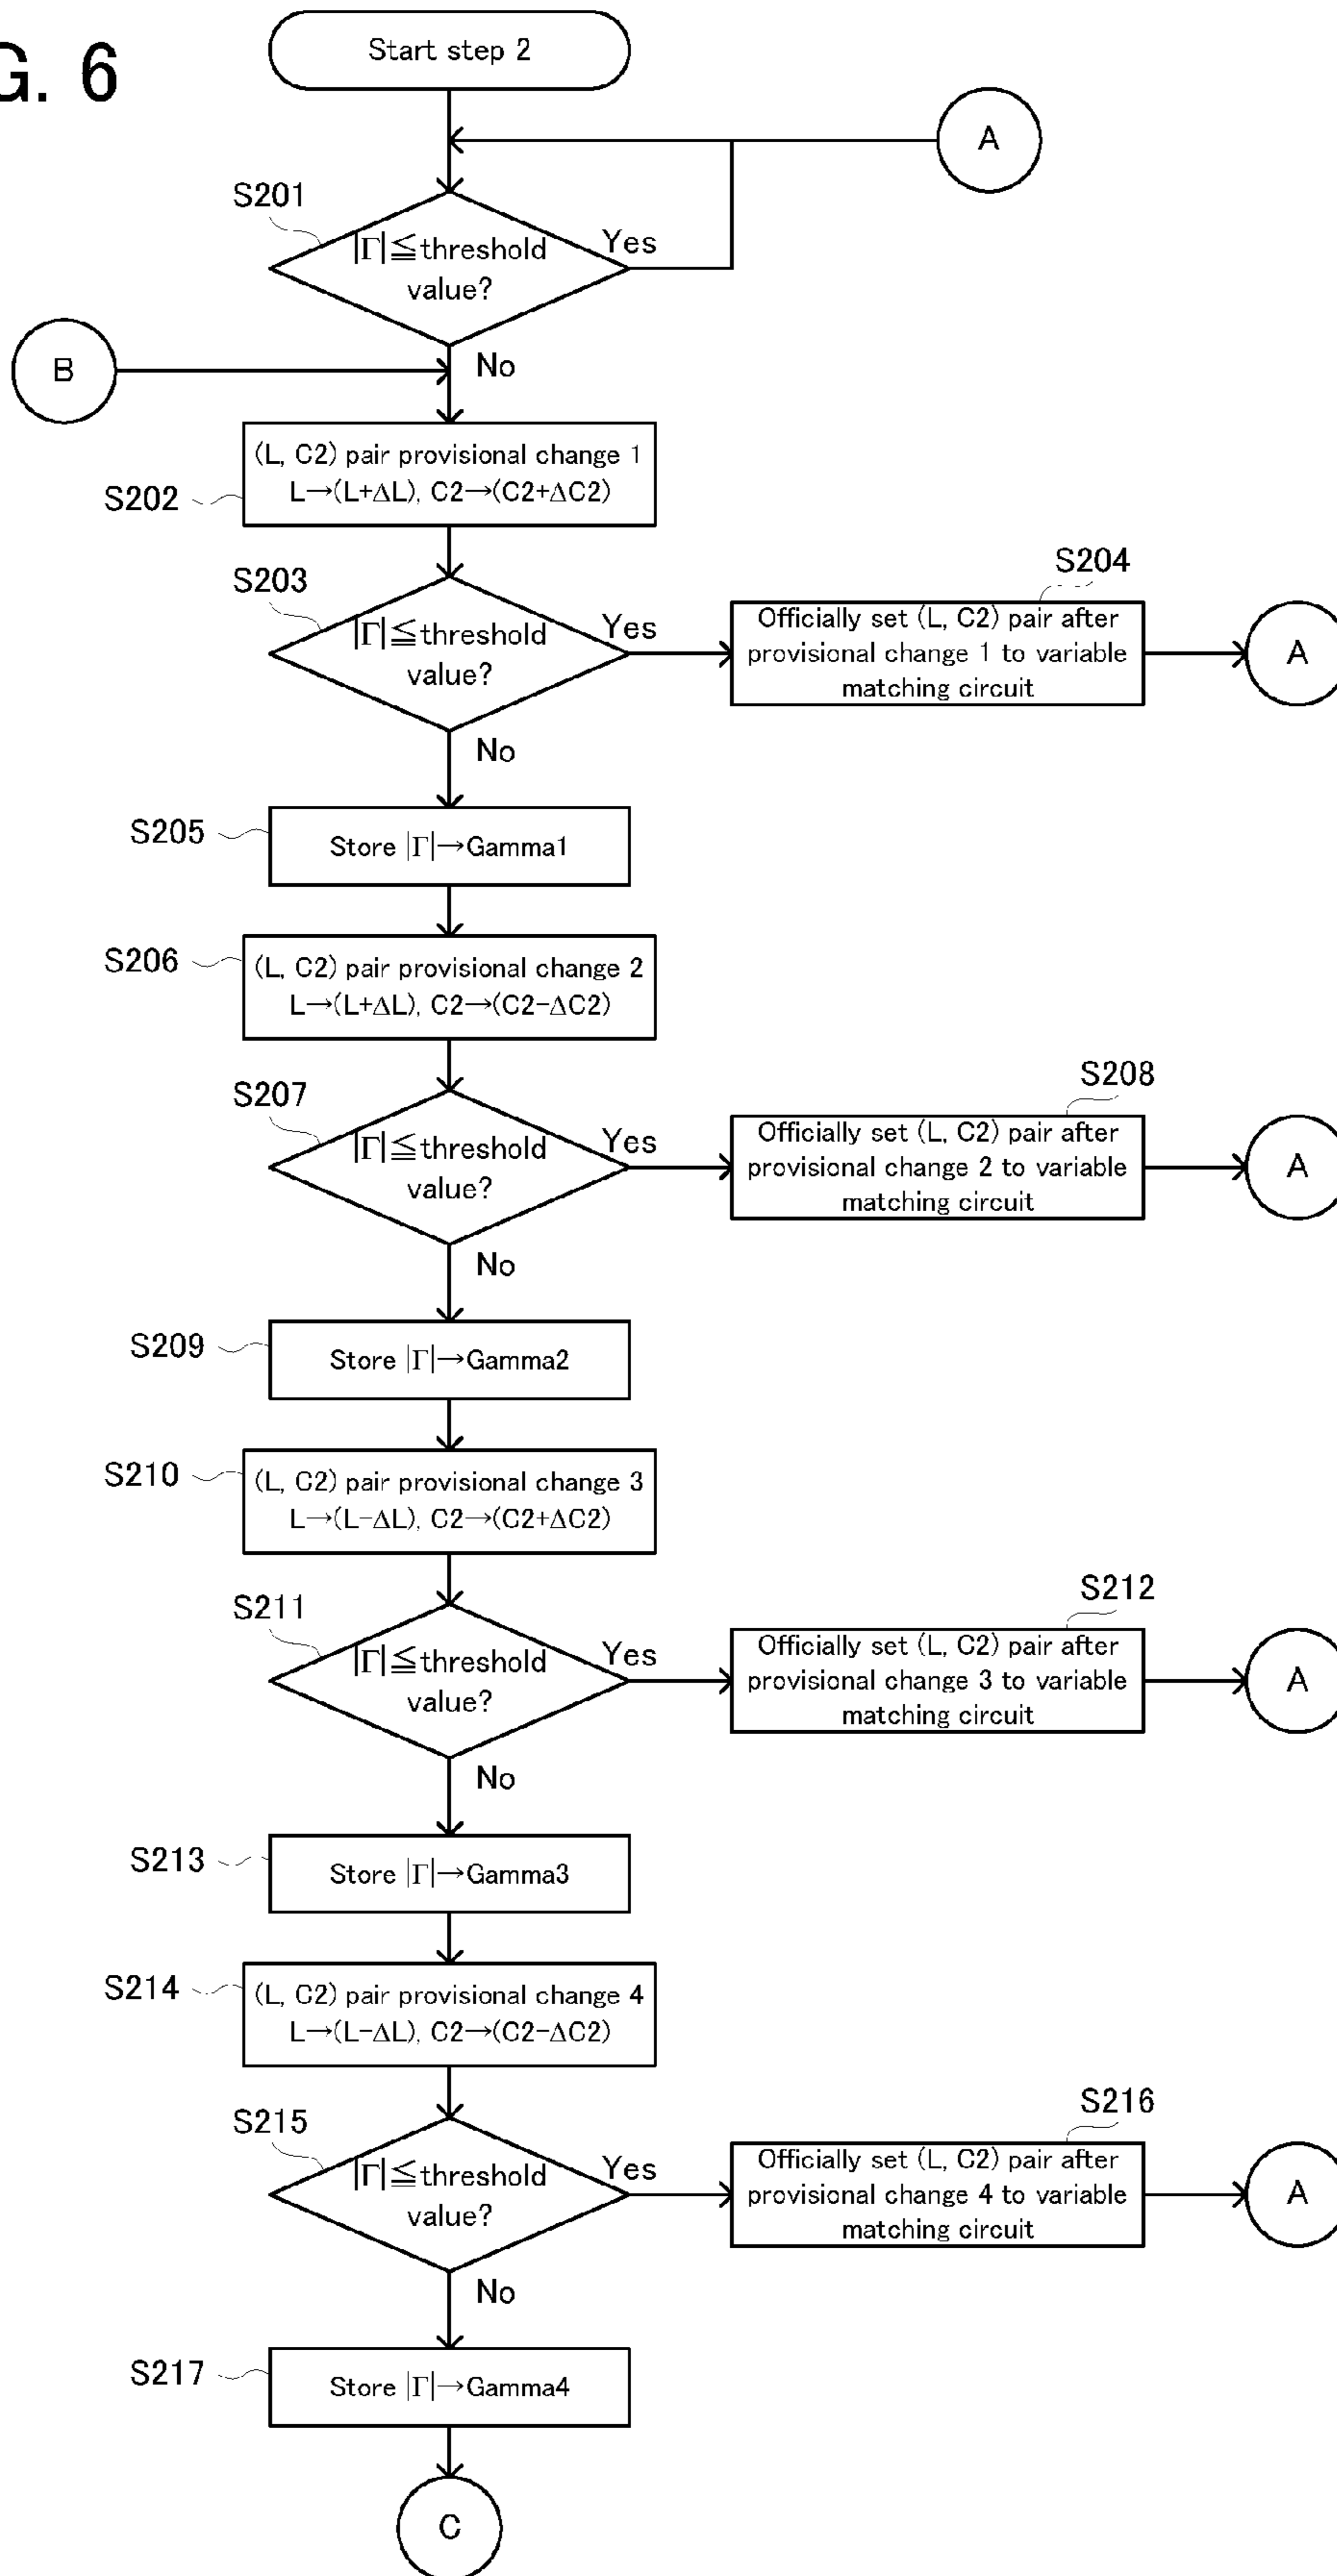 G. 6
Start step 2
A
S201
|Γ|≦threshold
value?
Yes
B
No
S202
(L, C2) pair provisional change 1
L→(L+ΔL), C2→(C2+ΔC2)
S203
|Γ|≦threshold
value?
Yes
S204
Officially set (L, C2) pair after
provisional change 1 to variable
matching circuit
A
No
S205
Store |Γ|→Gamma1
S206
(L, C2) pair provisional change 2
L→(L+ΔL), C2→(C2-ΔC2)
S207
|Γ|≦threshold
value?
Yes
S208
Officially set (L, C2) pair after
provisional change 2 to variable
matching circuit
A
No
S209
Store |Γ|→Gamma2
S210
(L, C2) pair provisional change 3
L→(L-ΔL), C2→(C2+ΔC2)
S211
|Γ|≦threshold
value?
Yes
S212
Officially set (L, C2) pair after
provisional change 3 to variable
matching circuit
A
No
S213
Store |Γ|→Gamma3
S214
(L, C2) pair provisional change 4
L→(L-ΔL), C2→(C2-ΔC2)
S215
|Γ|≦threshold
value?
Yes
S216
Officially set (L, C2) pair after
provisional change 4 to variable
matching circuit
A
No
S217
Store |Γ|→Gamma4
C